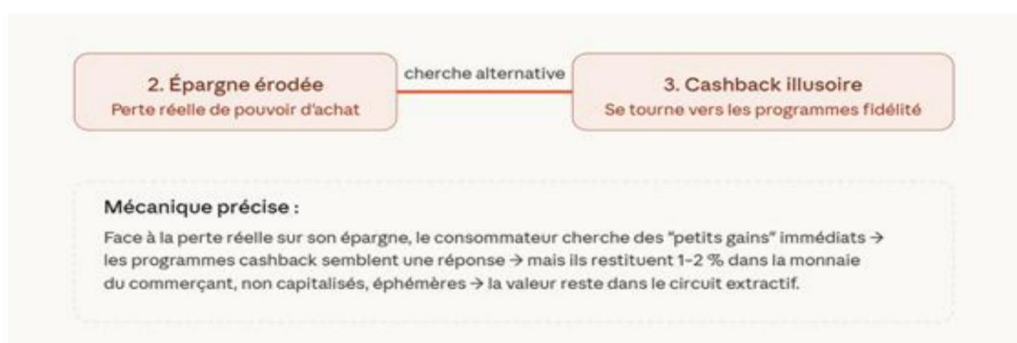 2. Épargne érodée
Perte réelle de pouvoir d'achat
cherche alternative
3. Cashback illusoire
Se tourne vers les programmes fidélité
Mécanique précise :
Face à la perte réelle sur son épargne, le consommateur cherche des "petits gains" immédiats →
les programmes cashback semblent une réponse → mais ils restituent 1-2 % dans la monnaie
du commerçant, non capitalisés, éphémères → la valeur reste dans le circuit extractif.